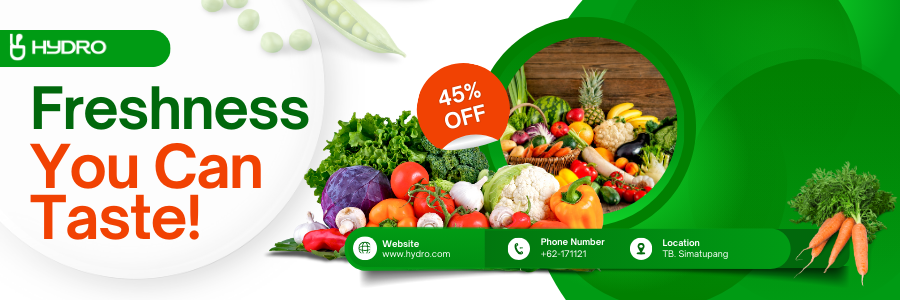 HYDRO
Freshness
You Can
Taste!
45%
OFF
Website
www.hydro.com
Phone Number
+62-171121
Location
TB. Simatupang